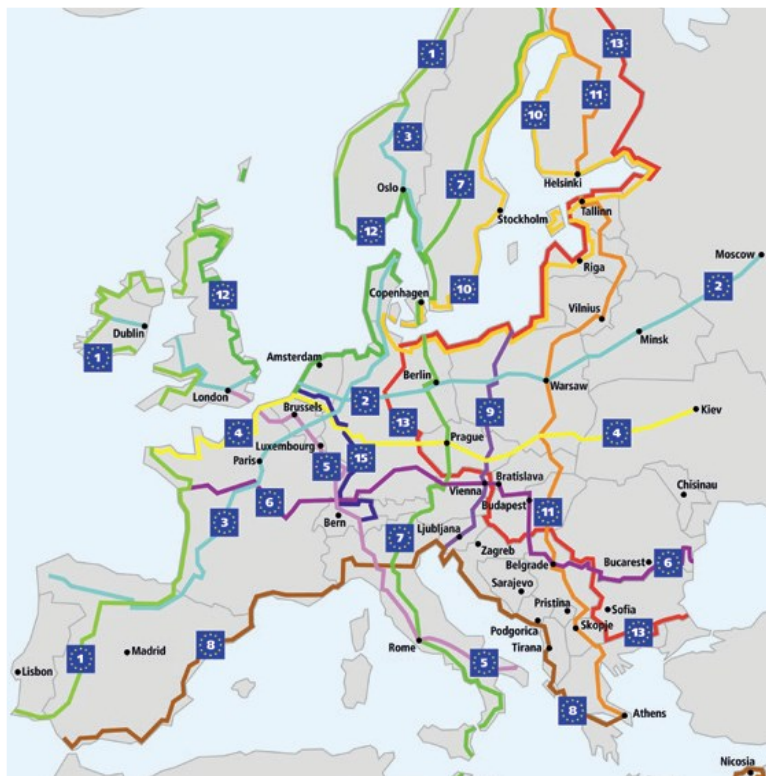 1
13
11
3
10
7
Oslo
Helsinki
Tallinn
Stockholm
12
Moscow
Riga
2
12
10
Copenhagen
Vilnius
Dublin
Minsk
1
Amsterdam
Berlin
Warsaw
London
2
9
Brussels
13
Kiev
4
4
Prague
Luxembourg
Paris
5
15
Bratislava
Vienna
Chisinau
6
Budapest
3
Bern
11
Ljubljana
7
Zagreb
Belgrade
Bucarest
6
Sarajevo
Pristina
Sofia
Skopje
Podgorica
13
8
Rome
Madrid
Tirana
1
Lisbon
5
8
Athens
Nicosia